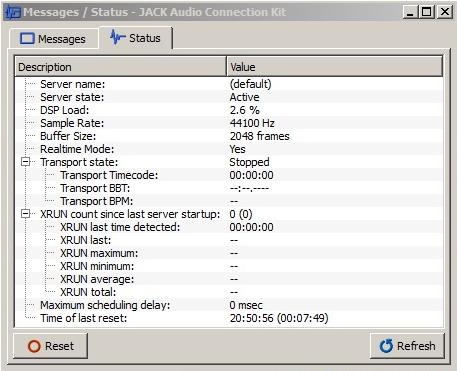 Messages / Status - JACK Audio Connection Kit
Messages Status
Description Value
Server name: (default)
Server state: Active
DSP Load: 2.6 %
Sample Rate: 44100 Hz
Buffer Size: 2048 frames
Realtime Mode: Yes
Transport state: Stopped
Transport Timecode: 00:00:00
Transport BBT: --:--.----
Transport BPM: --
XRUN count since last server startup: 0 (0)
XRUN last time detected: 00:00:00
XRUN last: --
XRUN maximum: --
XRUN minimum: --
XRUN average: --
XRUN total: --
Maximum scheduling delay: 0 msec
Time of last reset: 20:50:56 (00:07:49)
Reset Refresh